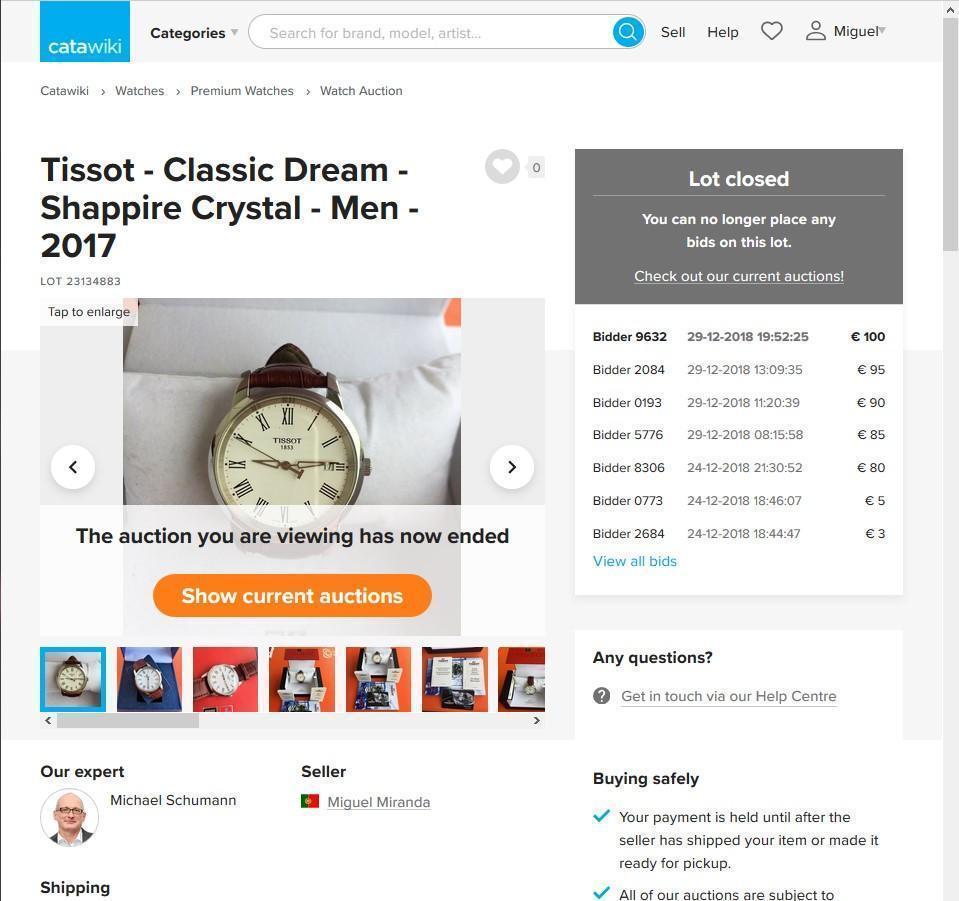 catawiki
Categories
Search for brand, model, artist...
Sell
Help
Miguel
Catawiki › Watches › Premium Watches › Watch Auction
Tissot - Classic Dream -
Shappire Crystal - Men -
2017
0
LOT 23134883
Tap to enlarge
TISSOT
1853
The auction you are viewing has now ended
Show current auctions
Our expert
Michael Schumann
Seller
Miguel Miranda
Shipping
Lot closed
You can no longer place any
bids on this lot.
Check out our current auctions!
Bidder 9632 29-12-2018 19:52:25 € 100
Bidder 2084 29-12-2018 13:09:35 € 95
Bidder 0193 29-12-2018 11:20:39 € 90
Bidder 5776 29-12-2018 08:15:58 € 85
Bidder 8306 24-12-2018 21:30:52 € 80
Bidder 0773 24-12-2018 18:46:07 € 5
Bidder 2684 24-12-2018 18:44:47 € 3
View all bids
Any questions?
Get in touch via our Help Centre
Buying safely
Your payment is held until after the
seller has shipped your item or made it
ready for pickup.
All of our auctions are subject to